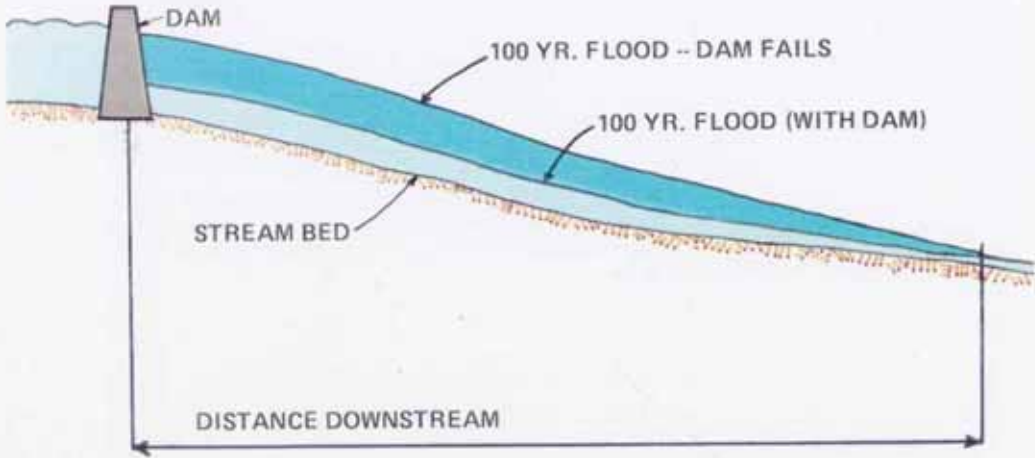 DAM
100 YR. FLOOD -- DAM FAILS
100 YR. FLOOD (WITH DAM)
STREAM BED
DISTANCE DOWNSTREAM